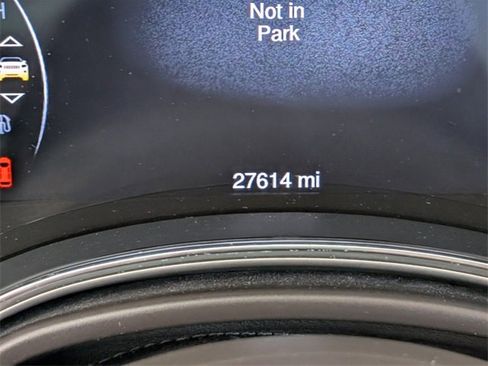 H
Not in
Park
27614 mi